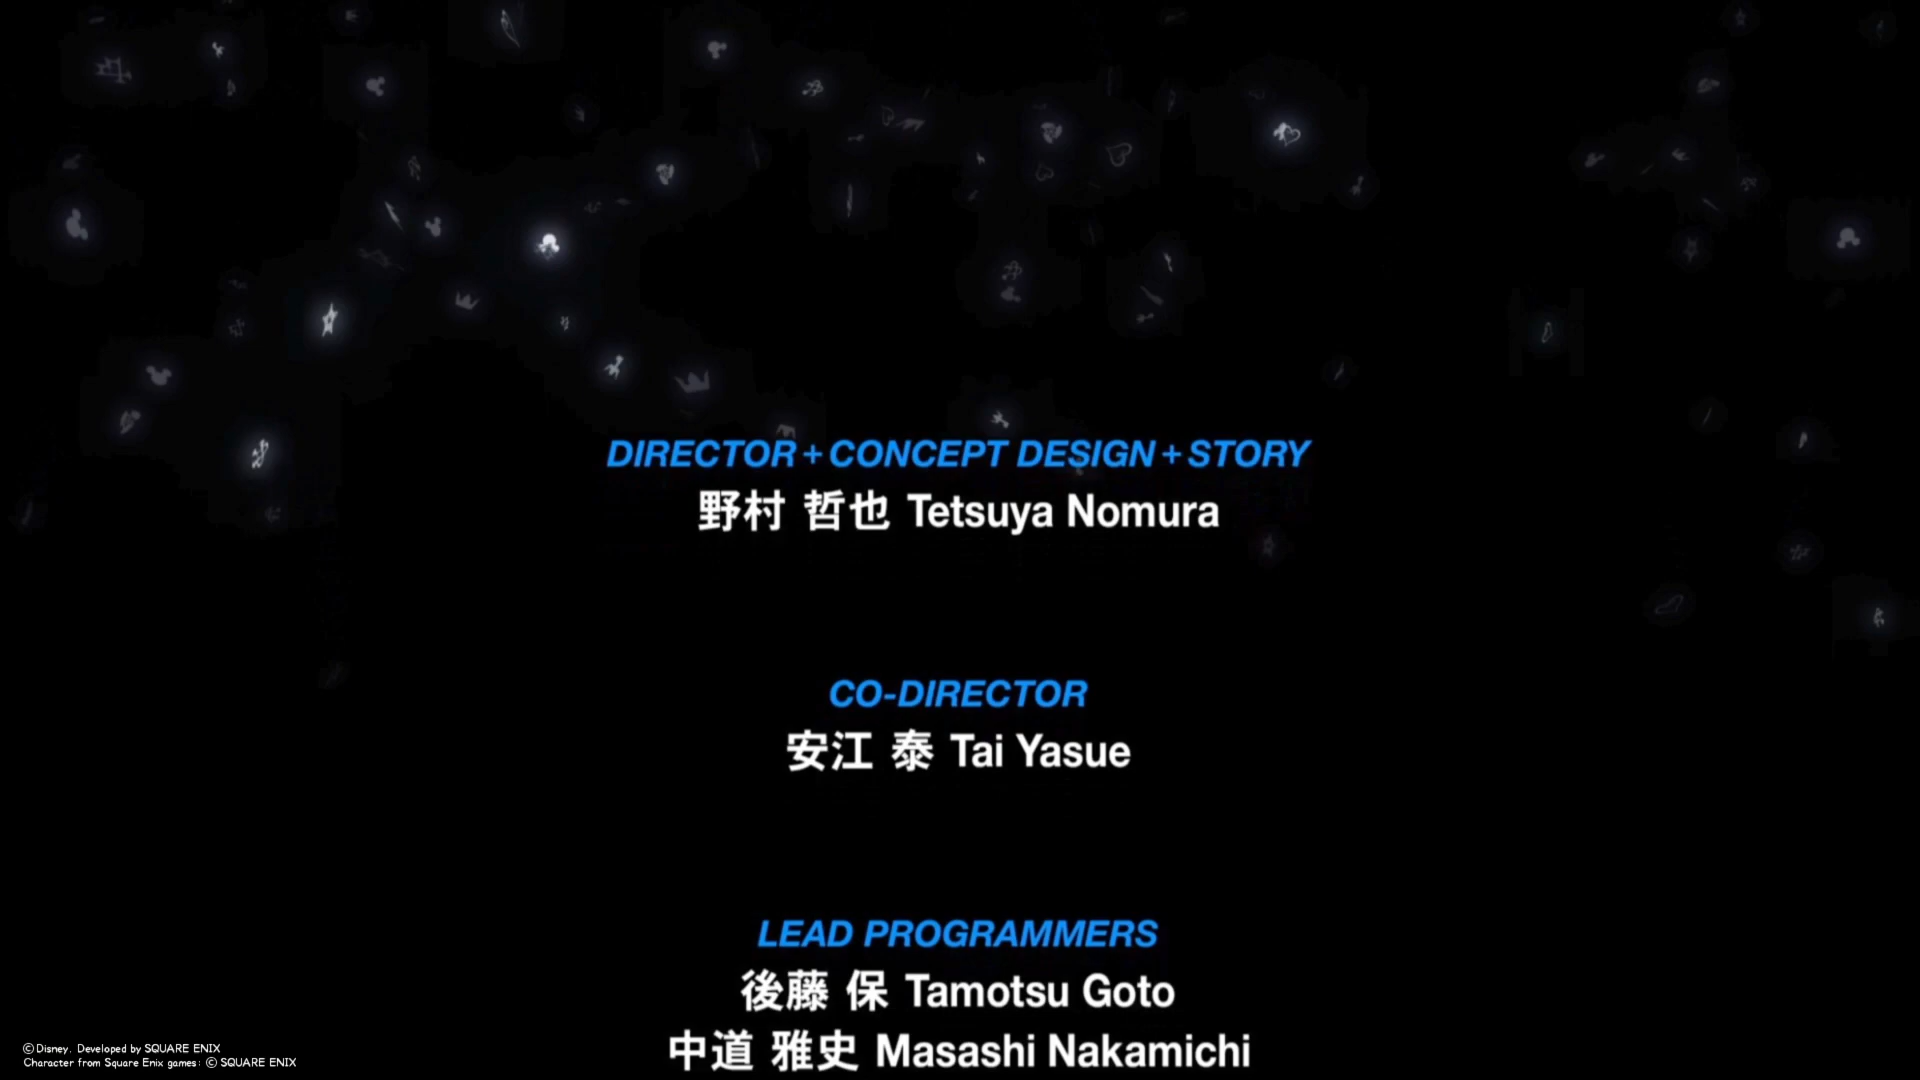 DIRECTOR+CONCEPT DESIGN+STORY
野村 哲也 Tetsuya Nomura
CO-DIRECTOR
安江 泰 Tai Yasue
LEAD PROGRAMMERS
後藤 保 Tamotsu Goto
中道 雅史 Masashi Nakamichi
©Disney. Developed by SQUARE ENIX
Character from Square Enix games: © SQUARE ENIX